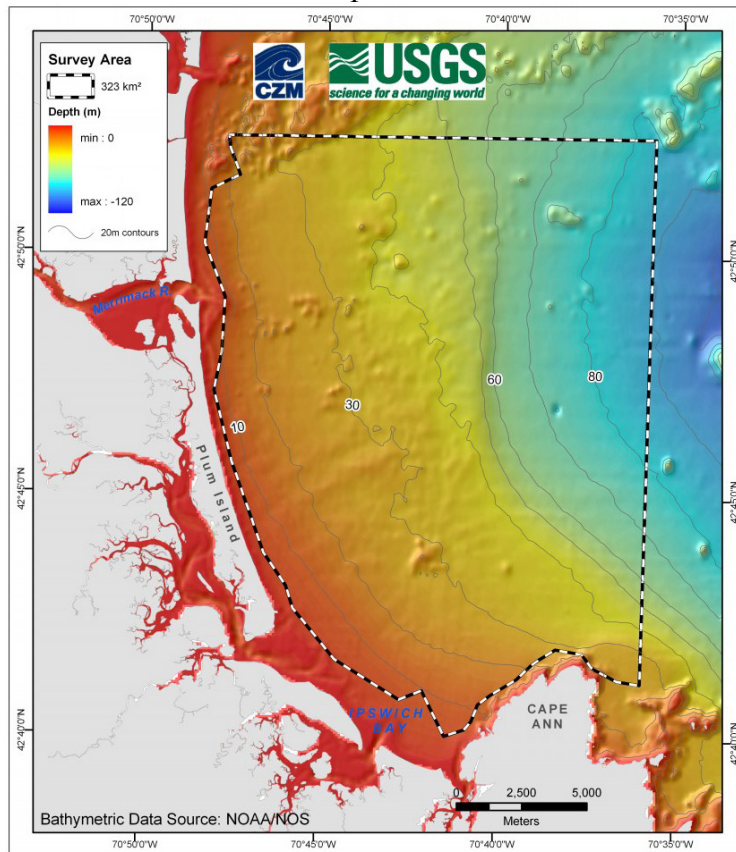 70°50'0"W 70°45'0"W 70°40'0"W 70°35'0"W
Survey Area
323 km²
Depth (m)
min : 0
max : -120
20m contours
CZM
USGS
science for a changing world
42°50'0"N
42°50'0"N
Merrimack R.
60
80
30
10
Plum Island
42°45'0"N
42°45'0"N
IPSWICH
BAY
CAPE
ANN
42°40'0"N
42°40'0"N
0 2,500 5,000
Meters
Bathymetric Data Source: NOAA/NOS
70°50'0"W 70°45'0"W 70°40'0"W 70°35'0"W